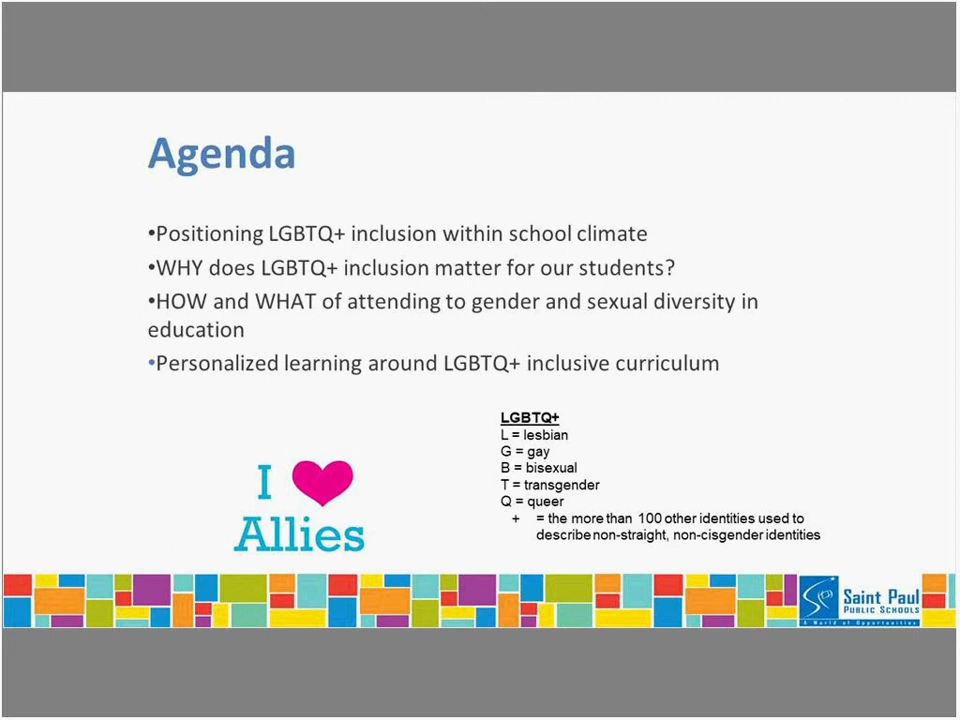 Agenda
•Positioning LGBTQ+ inclusion within school climate
•WHY does LGBTQ+ inclusion matter for our students?
•HOW and WHAT of attending to gender and sexual diversity in
education
•Personalized learning around LGBTQ+ inclusive curriculum
LGBTQ+
L = lesbian
G = gay
B = bisexual
T = transgender
Q = queer
+ = the more than 100 other identities used to
describe non-straight, non-cisgender identities
I
Allies
Saint Paul
PUBLIC SCHOOLS
A World of Opportunities